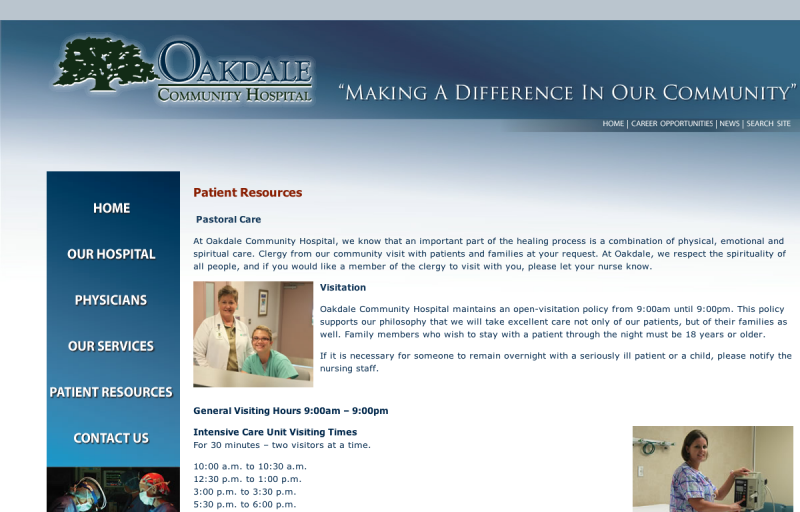 OAKDALE
COMMUNITY HOSPITAL
“MAKING A DIFFERENCE IN OUR COMMUNITY”
HOME | CAREER OPPORTUNITIES | NEWS | SEARCH SITE
HOME
OUR HOSPITAL
PHYSICIANS
OUR SERVICES
PATIENT RESOURCES
CONTACT US
Patient Resources
Pastoral Care
At Oakdale Community Hospital, we know that an important part of the healing process is a combination of physical, emotional and
spiritual care. Clergy from our community visit with patients and families at your request. At Oakdale, we respect the spirituality of
all people, and if you would like a member of the clergy to visit with you, please let your nurse know.
Visitation
Oakdale Community Hospital maintains an open-visitation policy from 9:00am until 9:00pm. This policy
supports our philosophy that we will take excellent care not only of our patients, but of their families as
well. Family members who wish to stay with a patient through the night must be 18 years or older.
If it is necessary for someone to remain overnight with a seriously ill patient or a child, please notify the
nursing staff.
General Visiting Hours 9:00am – 9:00pm
Intensive Care Unit Visiting Times
For 30 minutes – two visitors at a time.
10:00 a.m. to 10:30 a.m.
12:30 p.m. to 1:00 p.m.
3:00 p.m. to 3:30 p.m.
5:30 p.m. to 6:00 p.m.